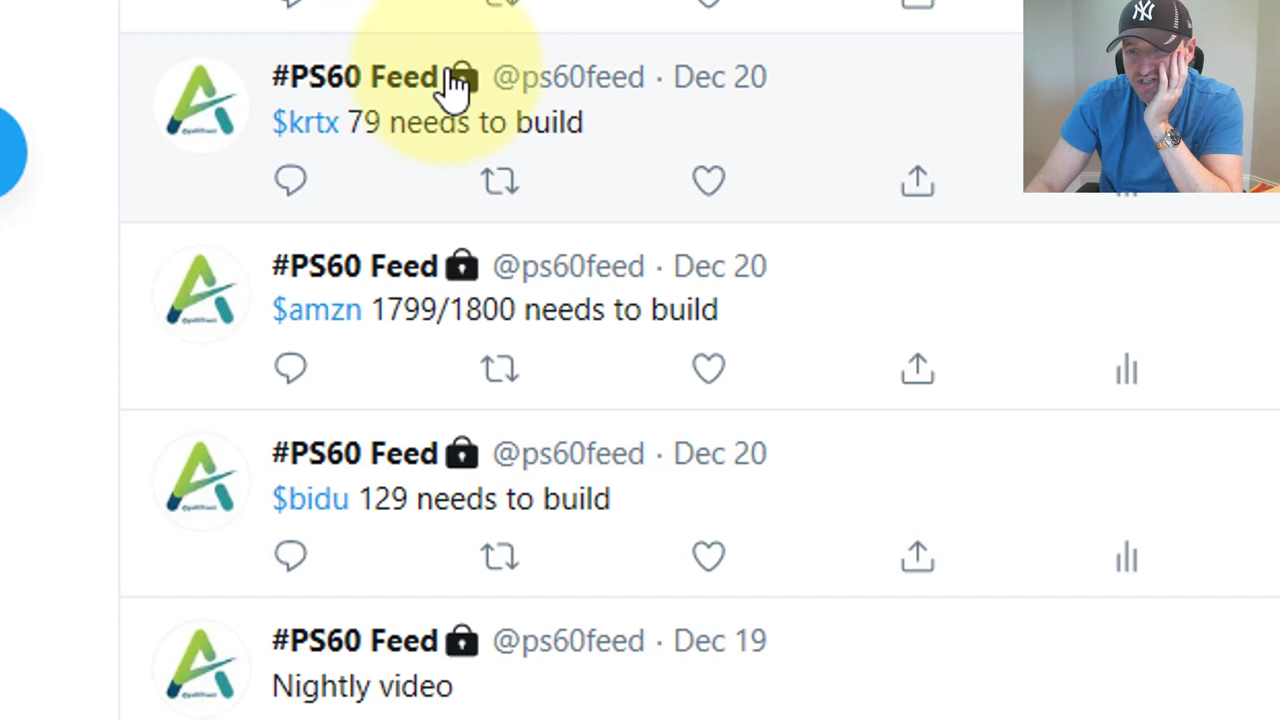 #PS60 Feed @ps60feed · Dec 20
$krtx 79 needs to build
#PS60 Feed @ps60feed · Dec 20
$amzn 1799/1800 needs to build
#PS60 Feed @ps60feed · Dec 20
$bidu 129 needs to build
#PS60 Feed @ps60feed · Dec 19
Nightly video